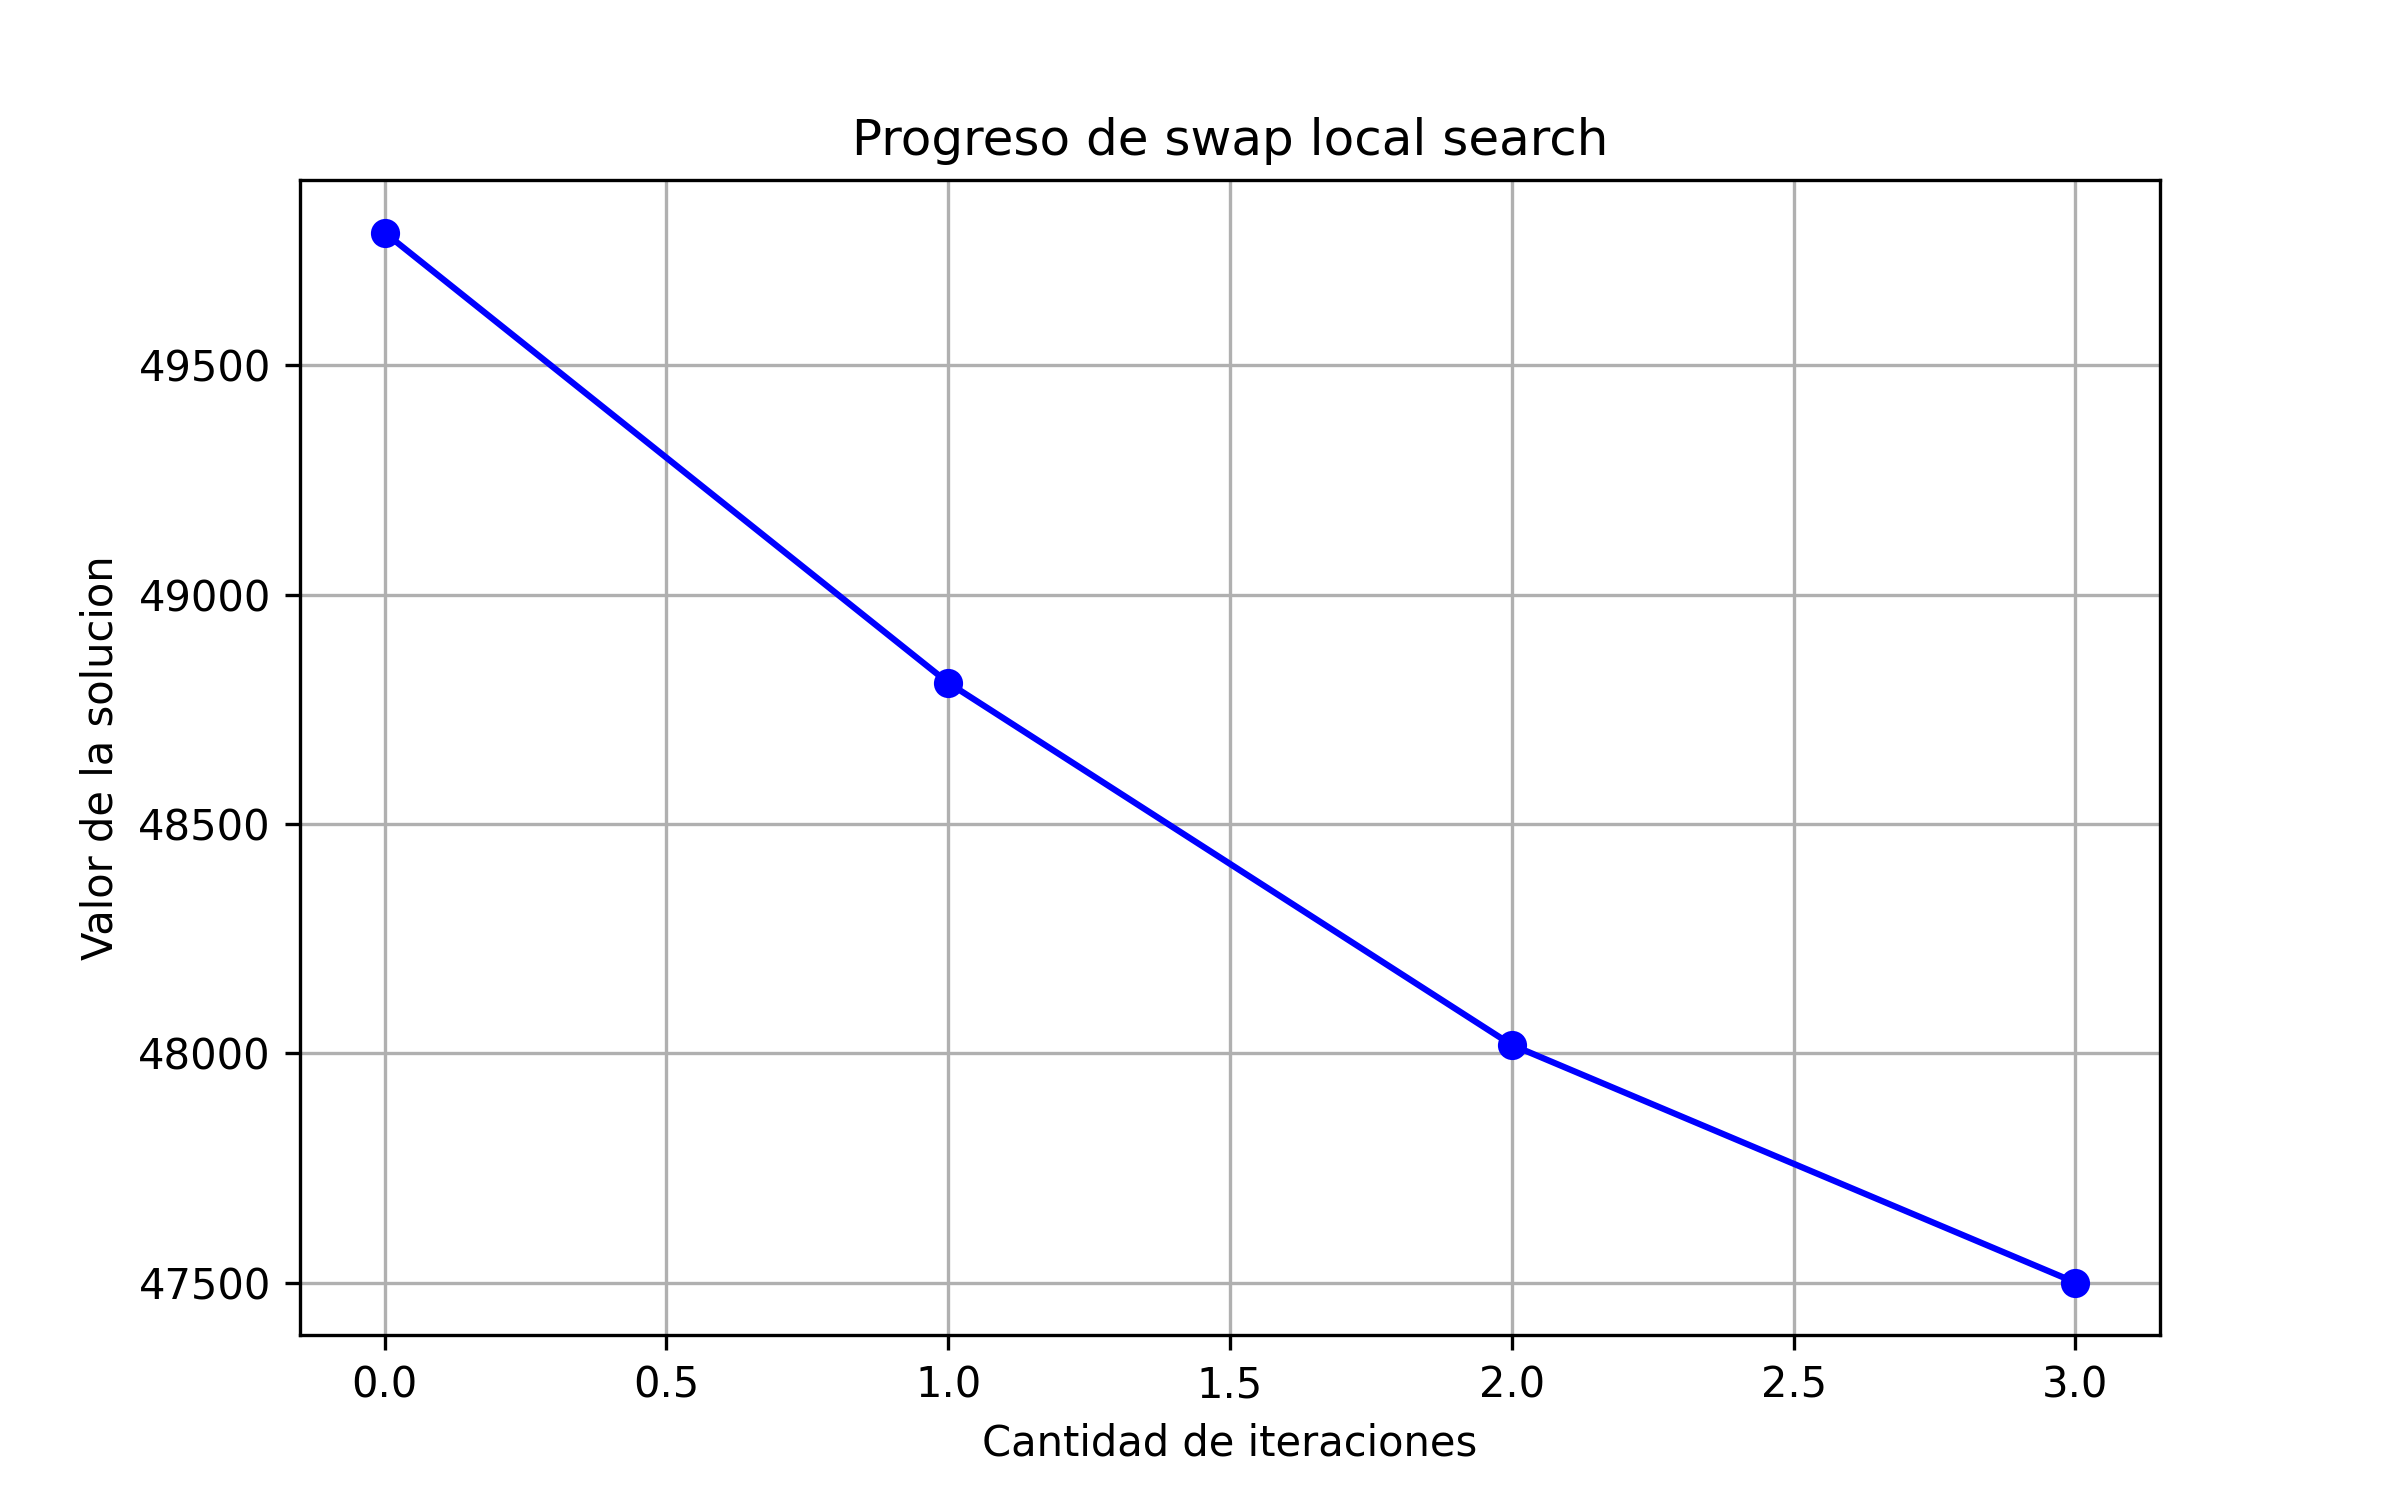 Progreso de swap local search
Valor de la solucion
49500
49000
48500
48000
47500
0.0 0.5 1.0 1.5 2.0 2.5 3.0
Cantidad de iteraciones